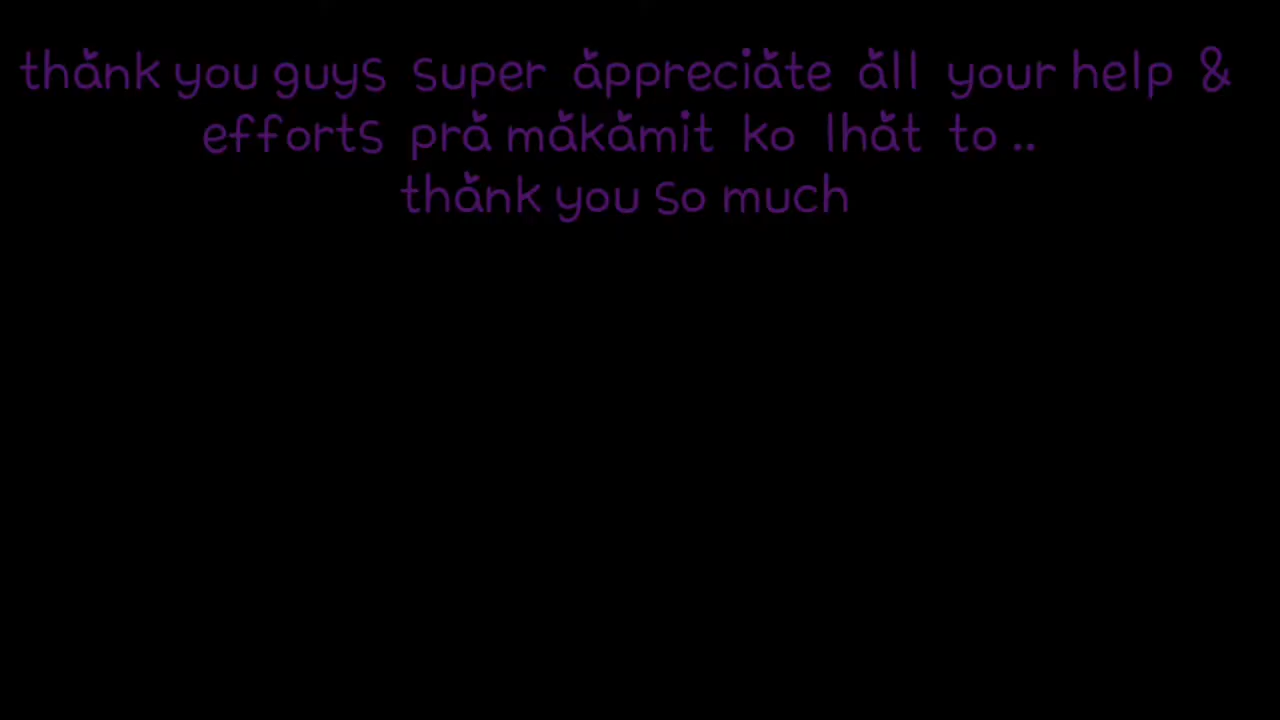 thank you guys super appreciate all your help &
efforts pra makamit ko lhat to ..
thank you so much